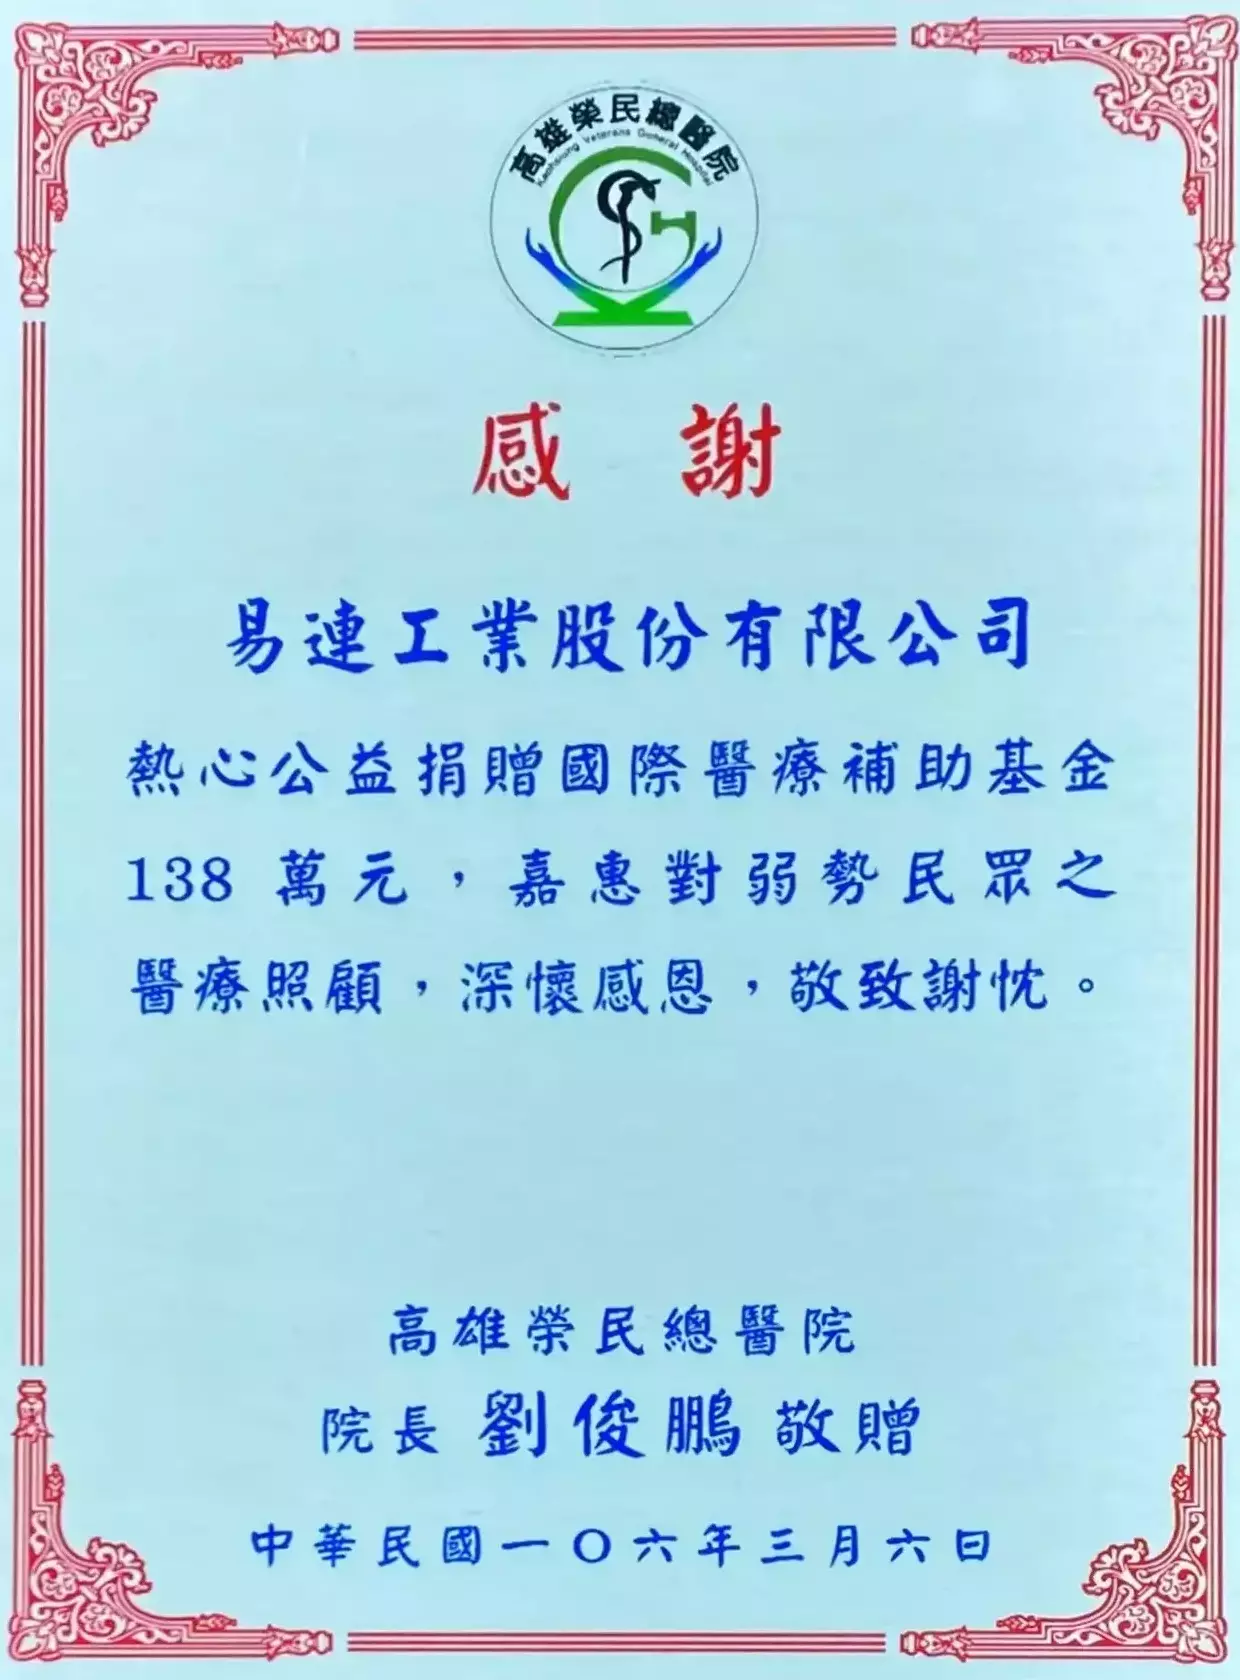 高雄榮民總醫院
Kaohsiung Veterans General Hospital
感謝
易連工業股份有限公司
熱心公益捐贈國際醫療補助基金
138 萬元，嘉惠對弱勢民眾之
醫療照顧，深懷感恩，敬致謝忱。
高雄榮民總醫院
院長 劉俊鵬 敬贈
中華民國一〇六年三月六日